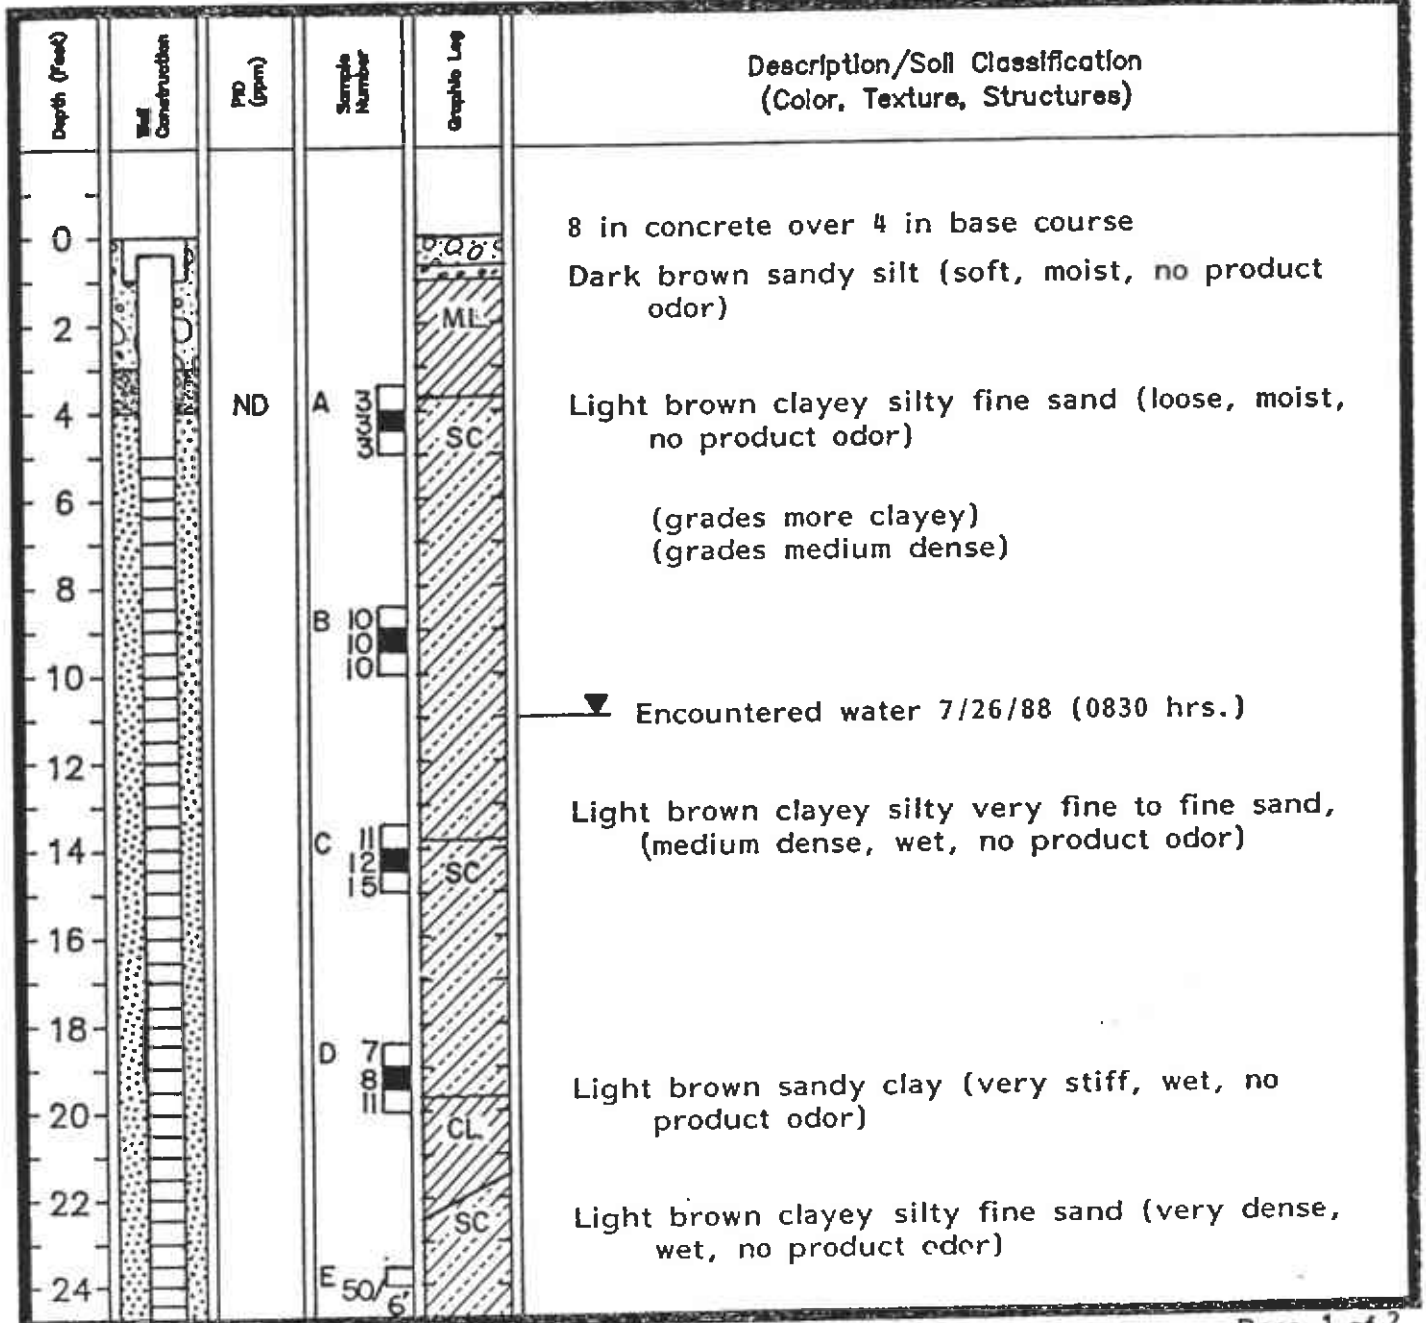 Depth (Feet)
Well Construction
PID (ppm)
Sample Number
Graphic Log
Description/Soil Classification
(Color, Texture, Structures)
0
8 in concrete over 4 in base course
Dark brown sandy silt (soft, moist, no product
odor)
2
ML
4
ND
A
3
3
3
SC
Light brown clayey silty fine sand (loose, moist,
no product odor)
6
(grades more clayey)
(grades medium dense)
8
B
10
10
10
10
Encountered water 7/26/88 (0830 hrs.)
12
Light brown clayey silty very fine to fine sand,
(medium dense, wet, no product odor)
14
C
11
12
15
SC
16
18
D
7
8
11
Light brown sandy clay (very stiff, wet, no
product odor)
20
CL
22
SC
Light brown clayey silty fine sand (very dense,
wet, no product odor)
24
E
50/
6'
Page 1 of 2